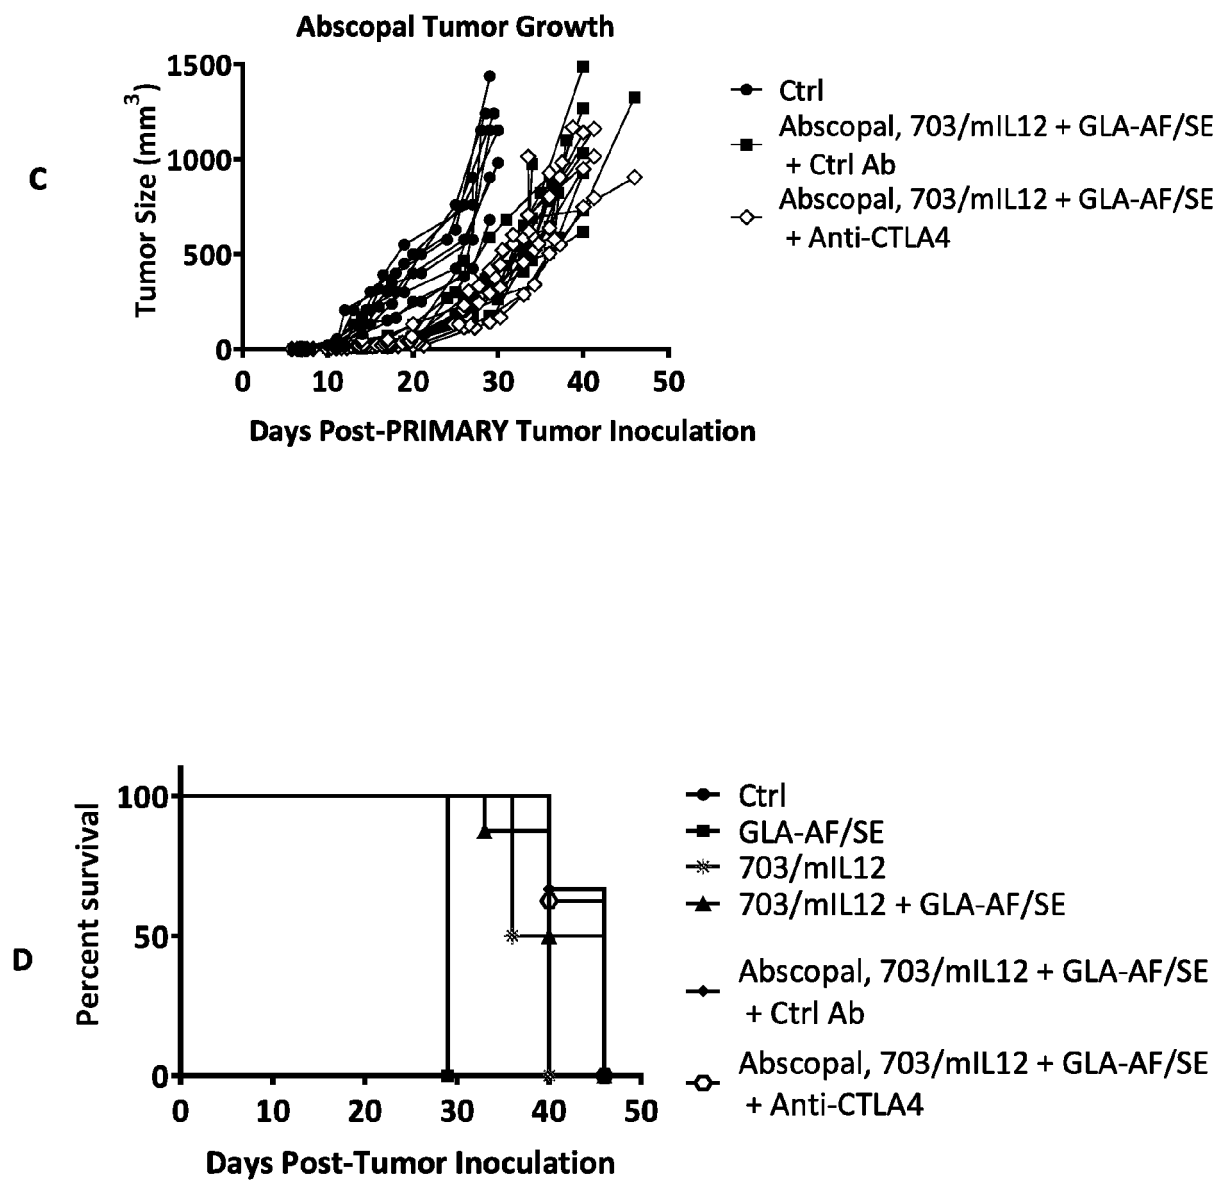 Abscopal Tumor Growth
C
Tumor Size (mm3)
1500
1000
500
0
0 10 20 30 40 50
Days Post-PRIMARY Tumor Inoculation
Ctrl
Abscopal, 703/mIL12 + GLA-AF/SE
+ Ctrl Ab
Abscopal, 703/mIL12 + GLA-AF/SE
+ Anti-CTLA4
D
Percent survival
100
50
0
0 10 20 30 40 50
Days Post-Tumor Inoculation
Ctrl
GLA-AF/SE
703/mIL12
703/mIL12 + GLA-AF/SE
Abscopal, 703/mIL12 + GLA-AF/SE
+ Ctrl Ab
Abscopal, 703/mIL12 + GLA-AF/SE
+ Anti-CTLA4